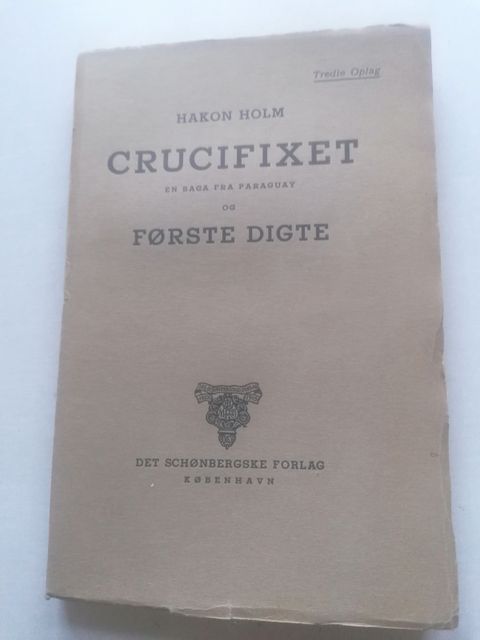 Tredie Oplag
HAKON HOLM
CRUCIFIXET
EN SAGA FRA PARAGUAY
OG
FØRSTE DIGTE
DET SCHØNBERGSKE FORLAG
KØBENHAVN